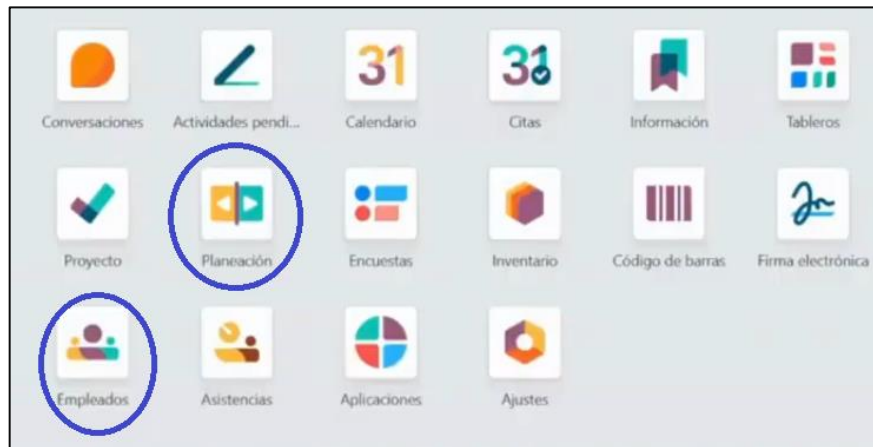 31
31
Conversaciones
Actividades pendi...
Calendario
Citas
Información
Tableros
Proyecto
Planeación
Encuestas
Inventario
Código de barras
Firma electrónica
Empleados
Asistencias
Aplicaciones
Ajustes